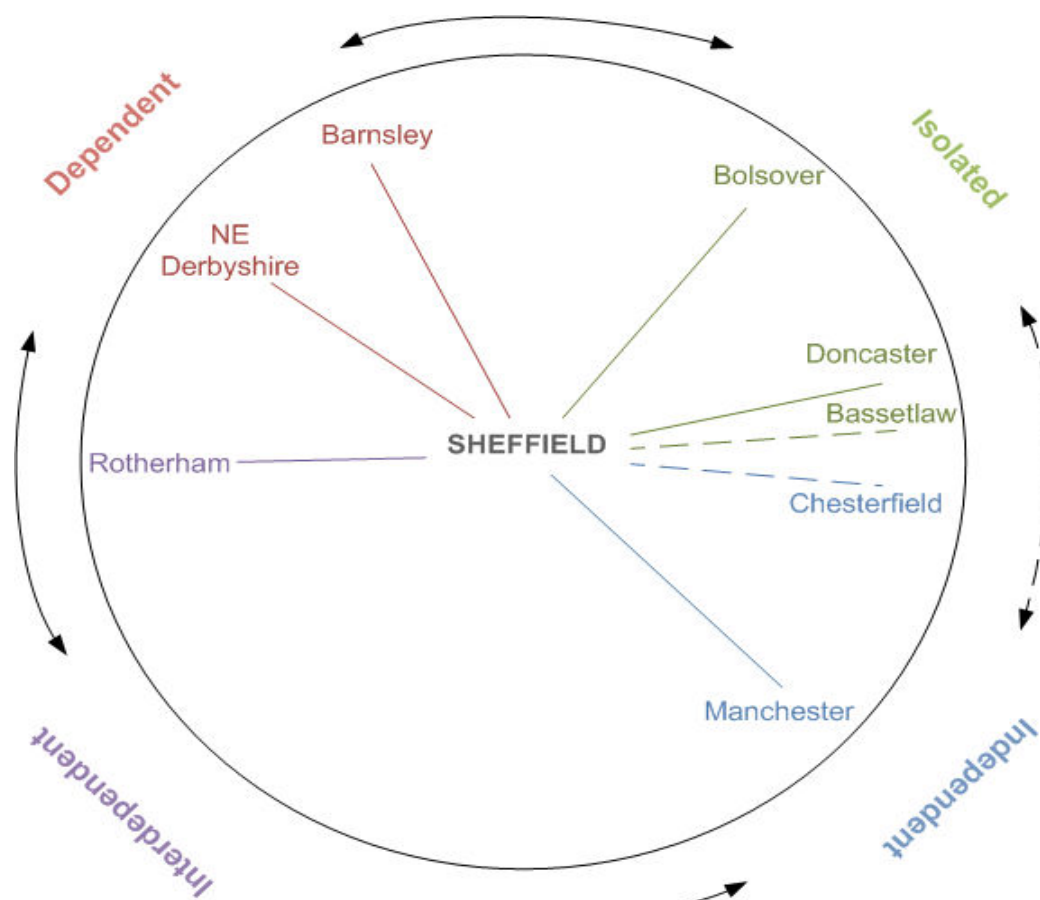 Dependent
Isolated
Barnsley
Bolsover
NE
Derbyshire
Doncaster
Bassetlaw
SHEFFIELD
Rotherham
Chesterfield
Manchester
Interdependent
Independent